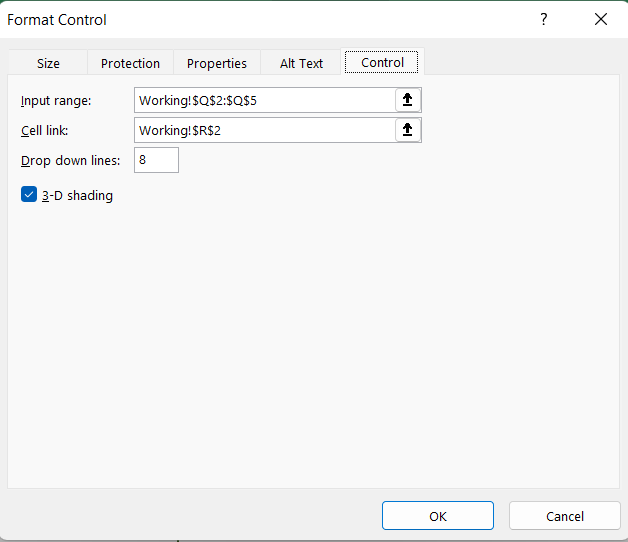 Format Control ?
Size Protection Properties Alt Text Control
Input range: Working!$Q$2:$Q$5
Cell link: Working!$R$2
Drop down lines: 8
3-D shading
OK Cancel